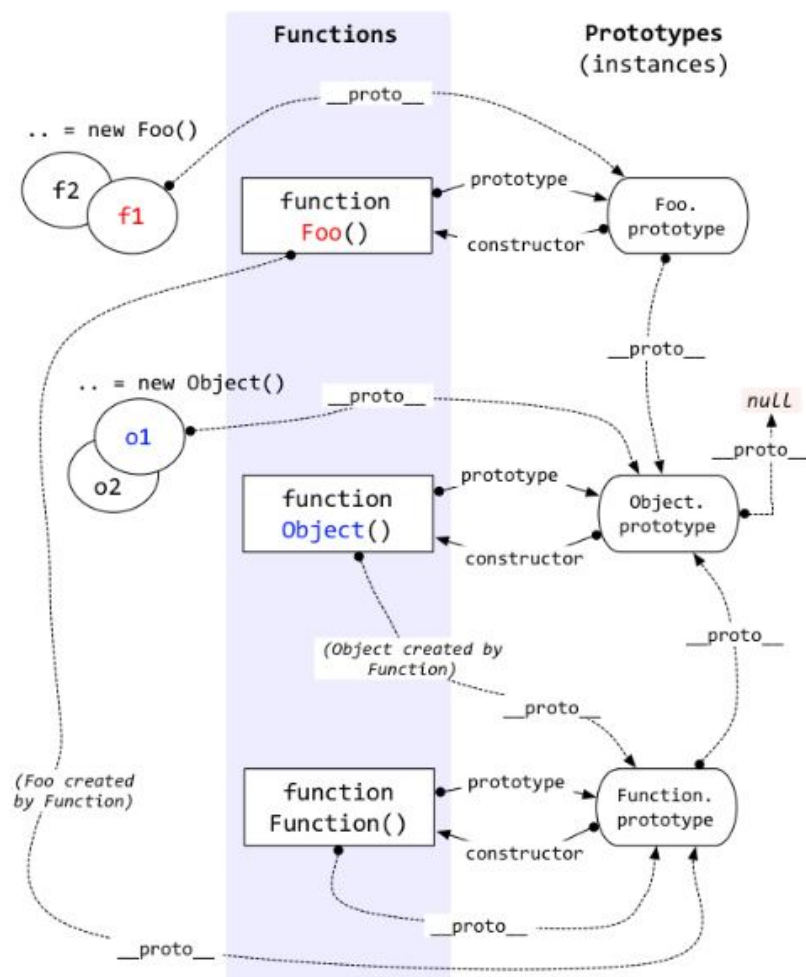 Functions
Prototypes
(instances)
__proto__
.. = new Foo()
f2
f1
function
Foo()
prototype
constructor
Foo.
prototype
__proto__
.. = new Object()
__proto__
null
__proto__
o1
o2
function
Object()
prototype
constructor
Object.
prototype
__proto__
(Object created by
Function)
__proto__
(Foo created
by Function)
function
Function()
prototype
constructor
Function.
prototype
__proto__
__proto__